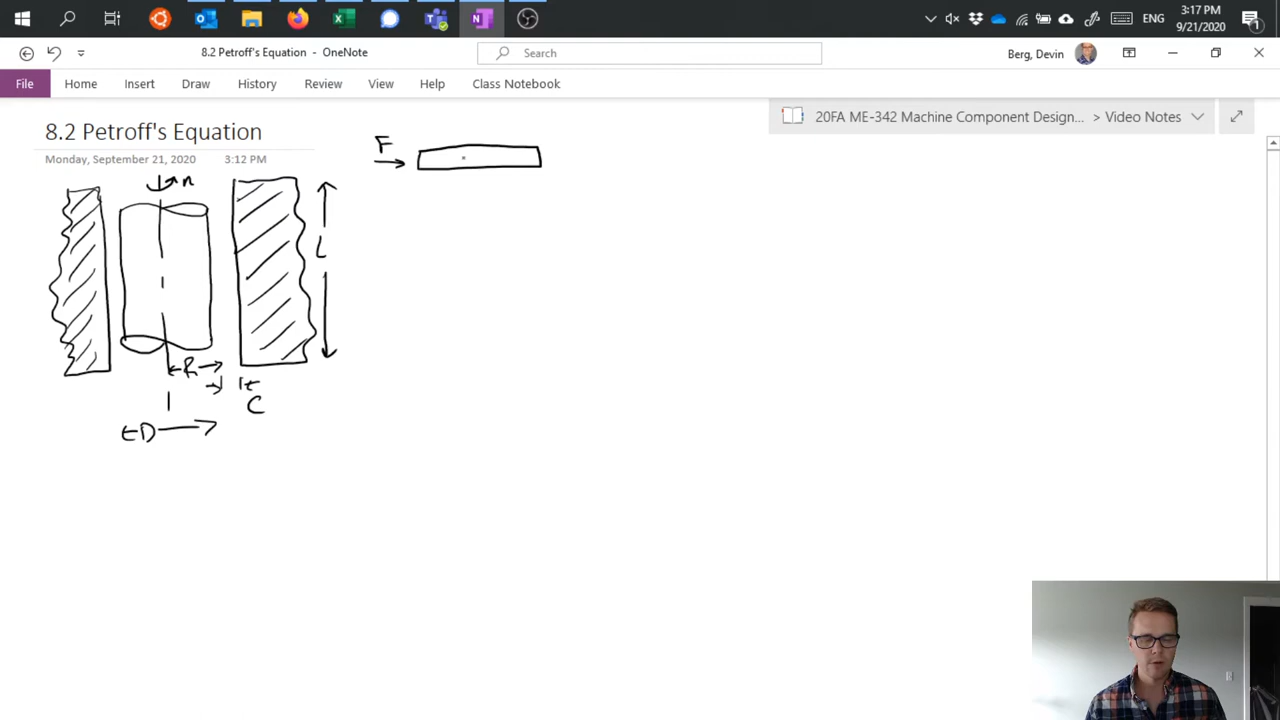 3:17 PM
ENG
9/21/2020
8.2 Petroff's Equation - OneNote
Search
Berg, Devin
File
Home
Insert
Draw
History
Review
View
Help
Class Notebook
20FA ME-342 Machine Component Design... > Video Notes
8.2 Petroff's Equation
Monday, September 21, 2020
3:12 PM
F
n
L
R
C
D